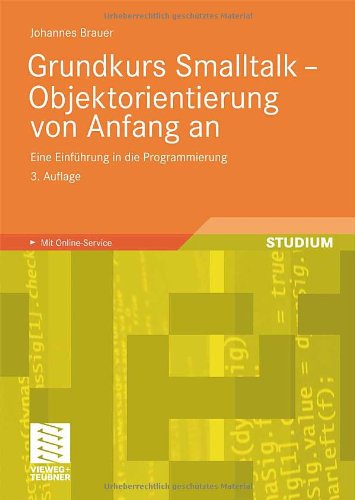 Urheberrechtlich geschütztes Material
Johannes Brauer
Grundkurs Smalltalk –
Objektorientierung
von Anfang an
Eine Einführung in die Programmierung
3. Auflage
Mit Online-Service
STUDIUM
VIEWEG+
TEUBNER
Urheberrechtlich geschütztes Material